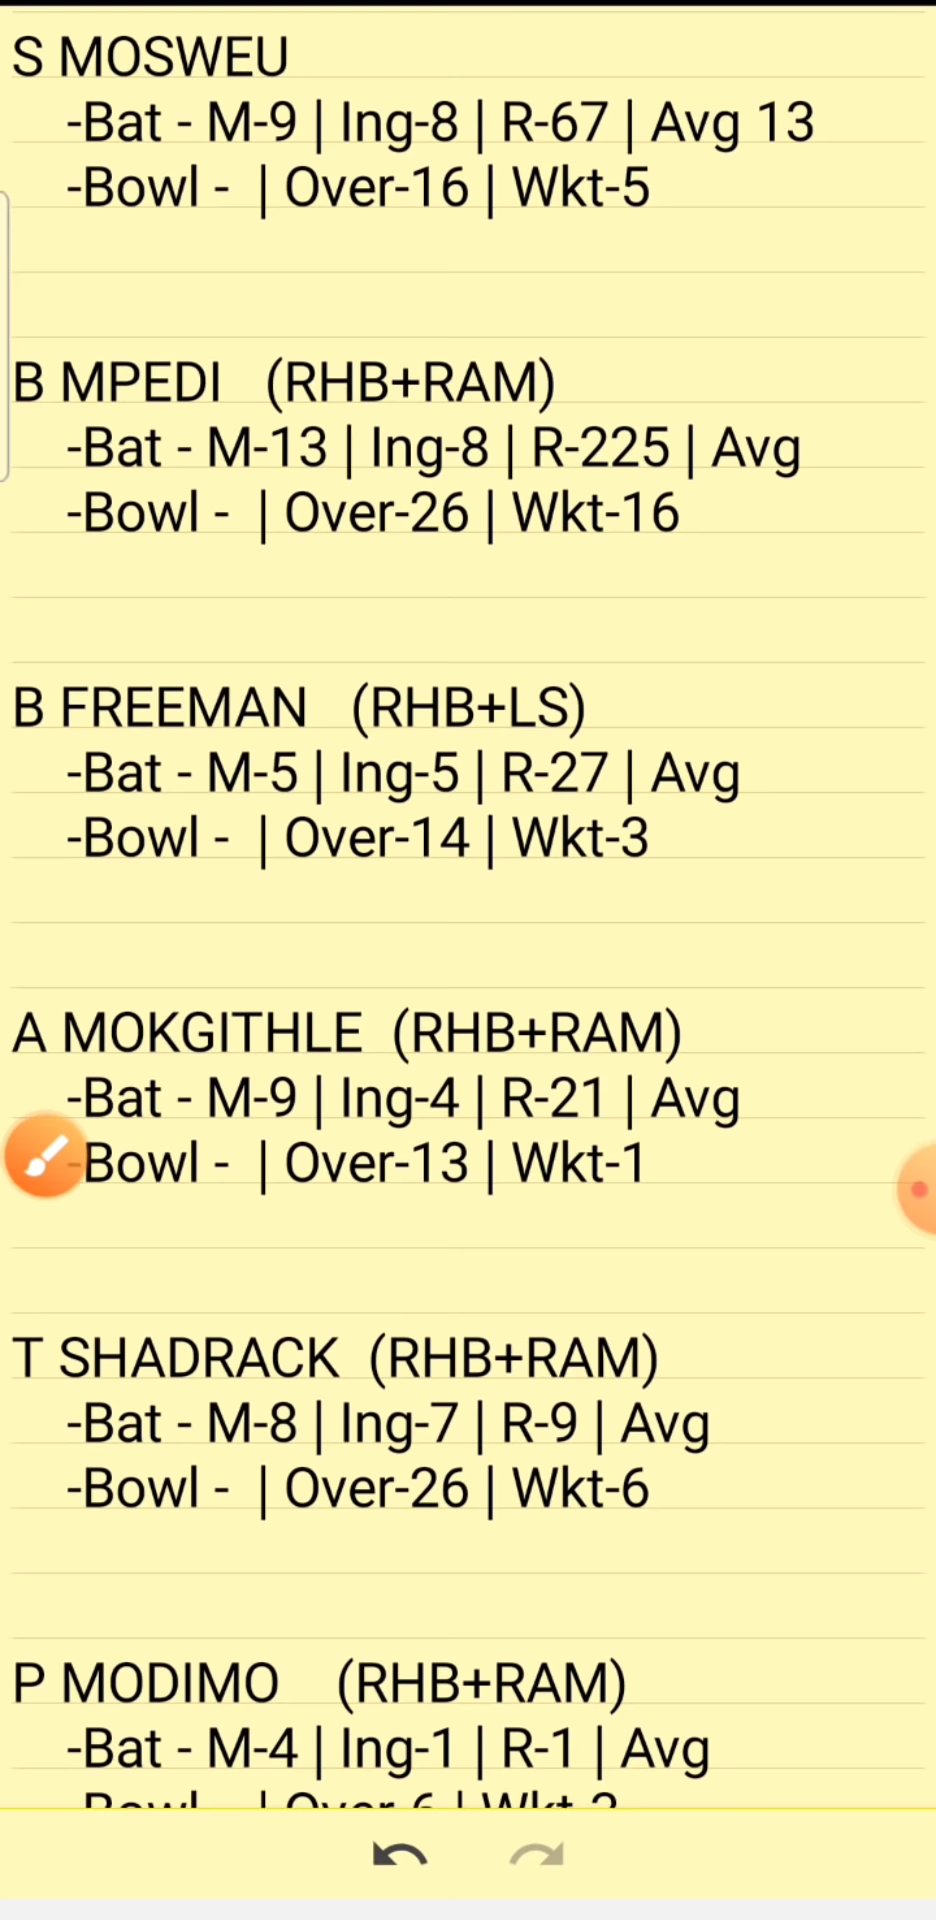 S MOSWEU
-Bat - M-9 | Ing-8 | R-67 | Avg 13
-Bowl - | Over-16 | Wkt-5
B MPEDI (RHB+RAM)
-Bat - M-13 | Ing-8 | R-225 | Avg
-Bowl - | Over-26 | Wkt-16
B FREEMAN (RHB+LS)
-Bat - M-5 | Ing-5 | R-27 | Avg
-Bowl - | Over-14 | Wkt-3
A MOKGITHLE (RHB+RAM)
-Bat - M-9 | Ing-4 | R-21 | Avg
-Bowl - | Over-13 | Wkt-1
T SHADRACK (RHB+RAM)
-Bat - M-8 | Ing-7 | R-9 | Avg
-Bowl - | Over-26 | Wkt-6
P MODIMO (RHB+RAM)
-Bat - M-4 | Ing-1 | R-1 | Avg
Bowl | Over 6 | Wkt